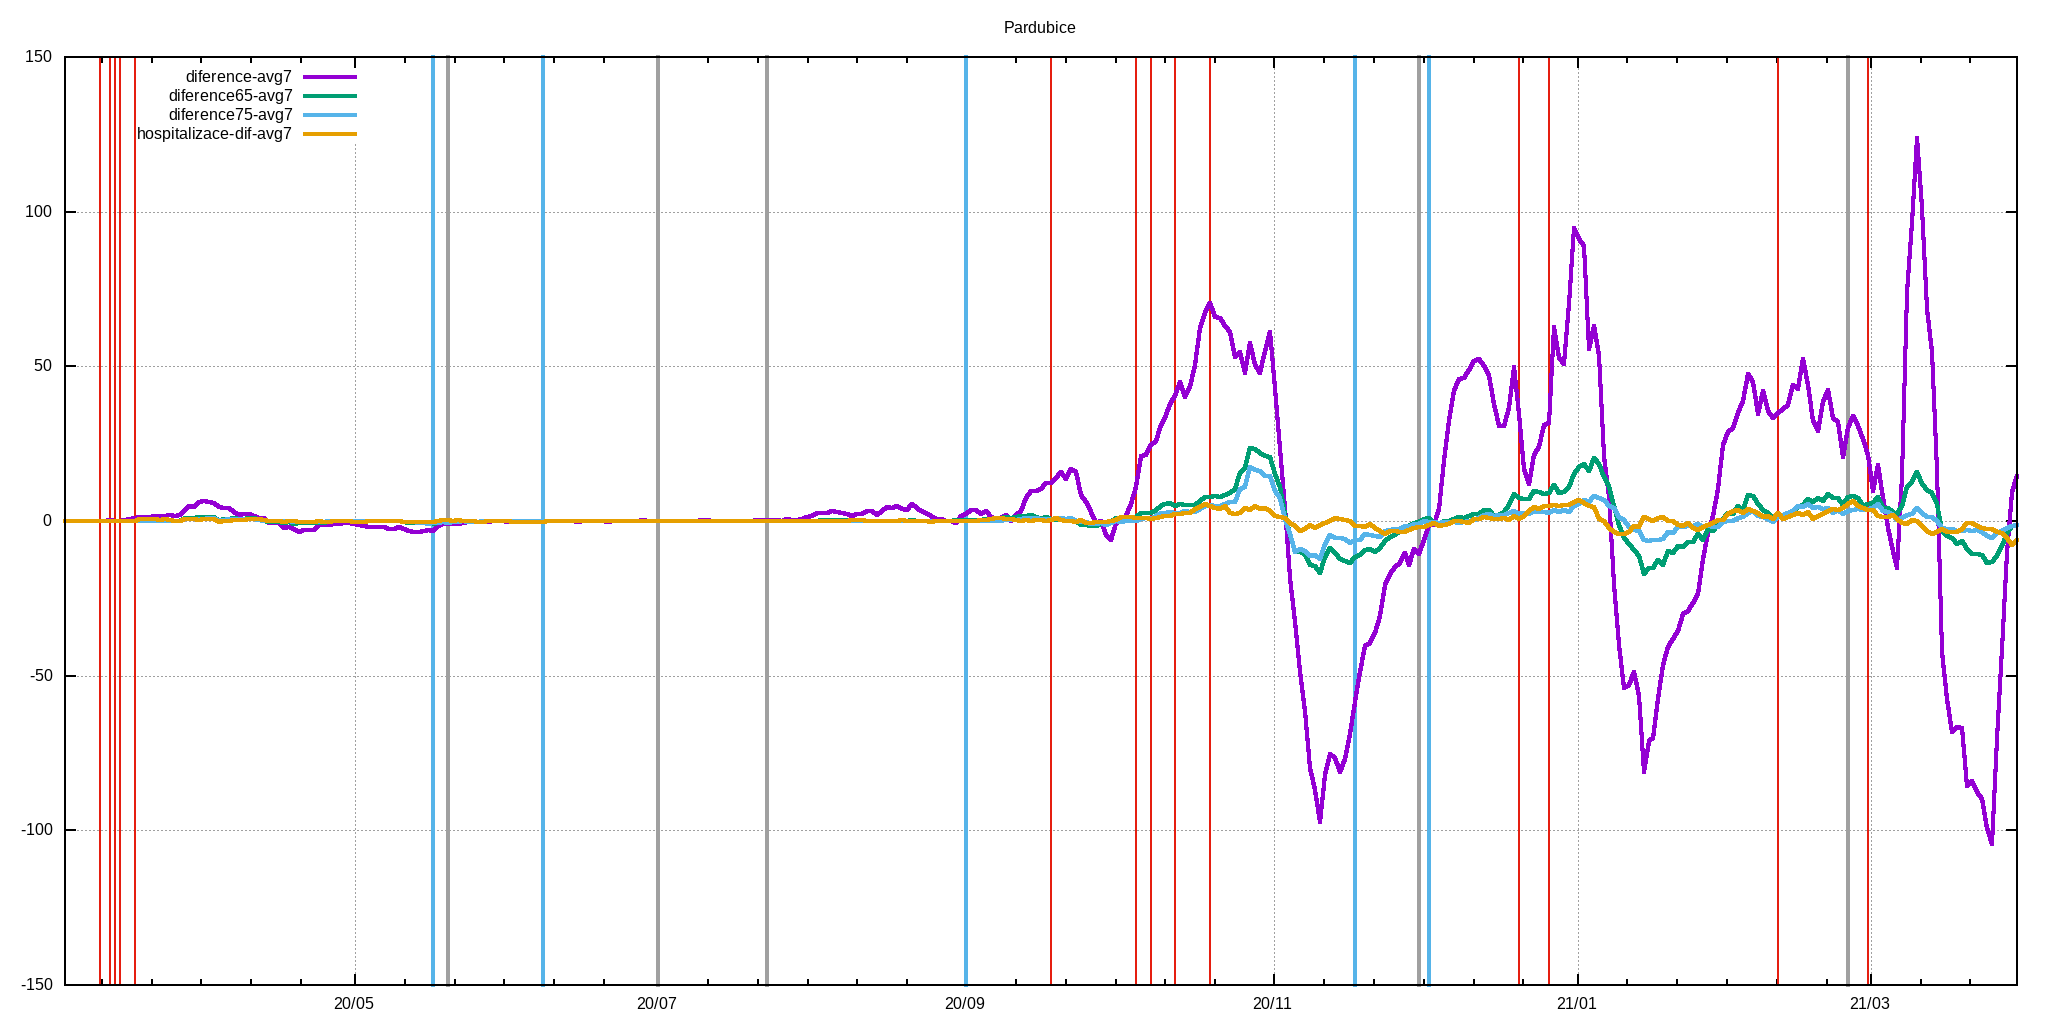 Pardubice
150
diference-avg7
diference65-avg7
diference75-avg7
hospitalizace-dif-avg7
100
50
0
-50
-100
-150
20/05 20/07 20/09 20/11 21/01 21/03